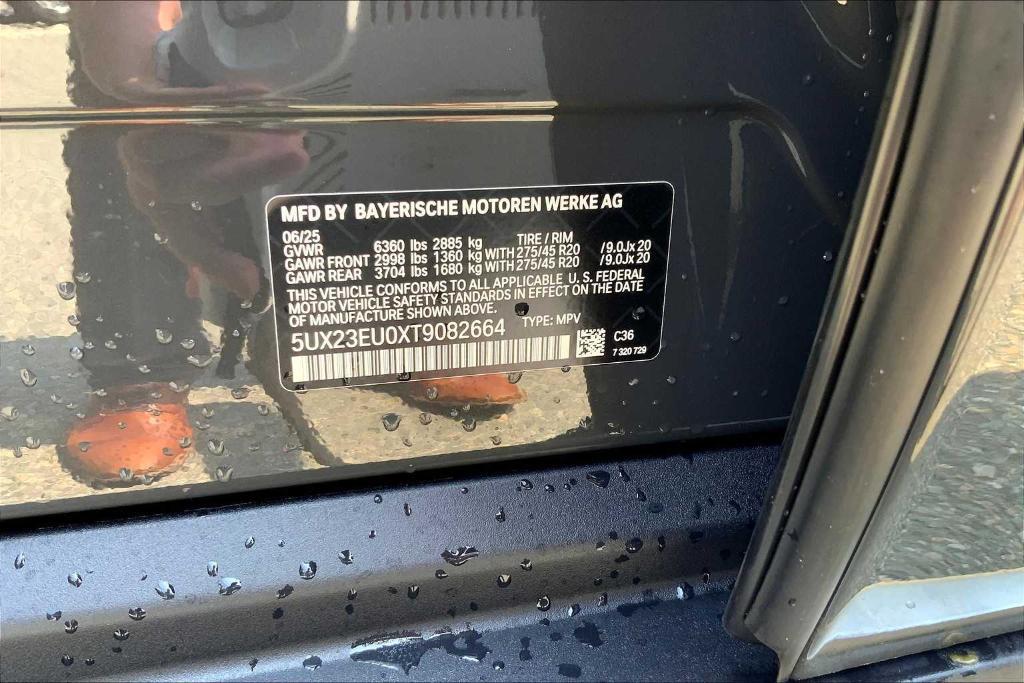 MFD BY BAYERISCHE MOTOREN WERKE AG
06/25 TIRE / RIM
GVWR 6360 lbs 2885 kg
GAWR FRONT 2998 lbs 1360 kg WITH 275/45 R20 / 9.0Jx 20
GAWR REAR 3704 lbs 1680 kg WITH 275/45 R20 / 9.0Jx 20
THIS VEHICLE CONFORMS TO ALL APPLICABLE U. S. FEDERAL
MOTOR VEHICLE SAFETY STANDARDS IN EFFECT ON THE DATE
OF MANUFACTURE SHOWN ABOVE.
5UX23EU0XT9082664 TYPE: MPV
C36
7 320 729